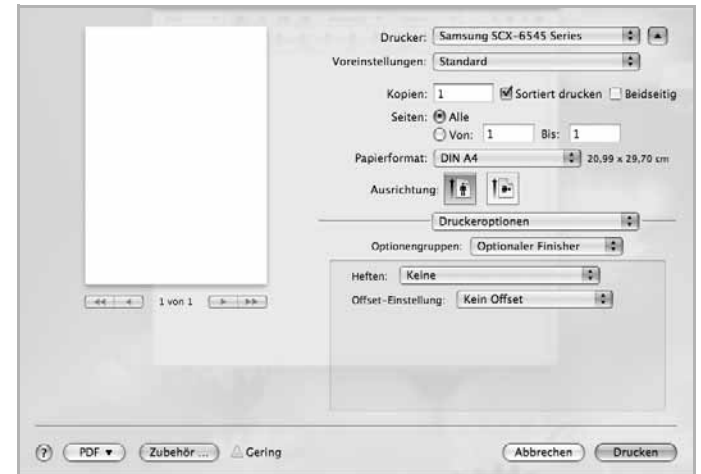 Drucker: Samsung SCX-6545 Series
Voreinstellungen: Standard
Kopien: 1 Sortiert drucken Beidseitig
Seiten: Alle
Von: 1 Bis: 1
Papierformat: DIN A4 20,99 x 29,70 cm
Ausrichtung:
Druckeroptionen
Optionengruppen: Optionaler Finisher
Heften: Keine
Offset-Einstellung: Kein Offset
1 von 1
? PDF Zubehör ... Gering Abbrechen Drucken